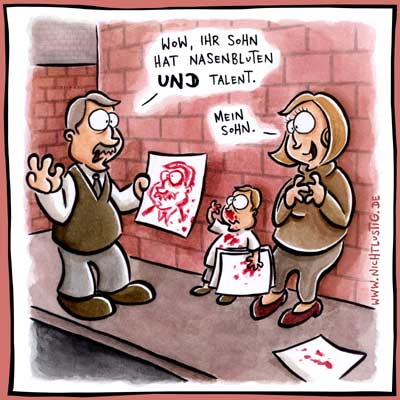 WOW, IHR SOHN
HAT NASENBLUTEN
UND TALENT.
MEIN
SOHN.
WWW.NICHTLUSTIG.DE